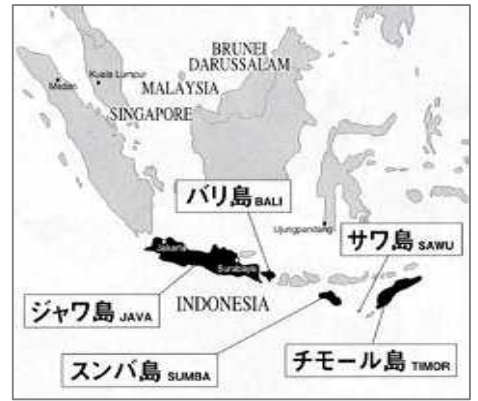 BRUNEI
DARUSSALAM
Kuala Lumpur
Medan
MALAYSIA
SINGAPORE
バリ島 BALI
Ujungpandang
サワ島 SAWU
Jakarta
Surabaya
ジャワ島 JAVA
INDONESIA
スンバ島 SUMBA
チモール島 TIMOR